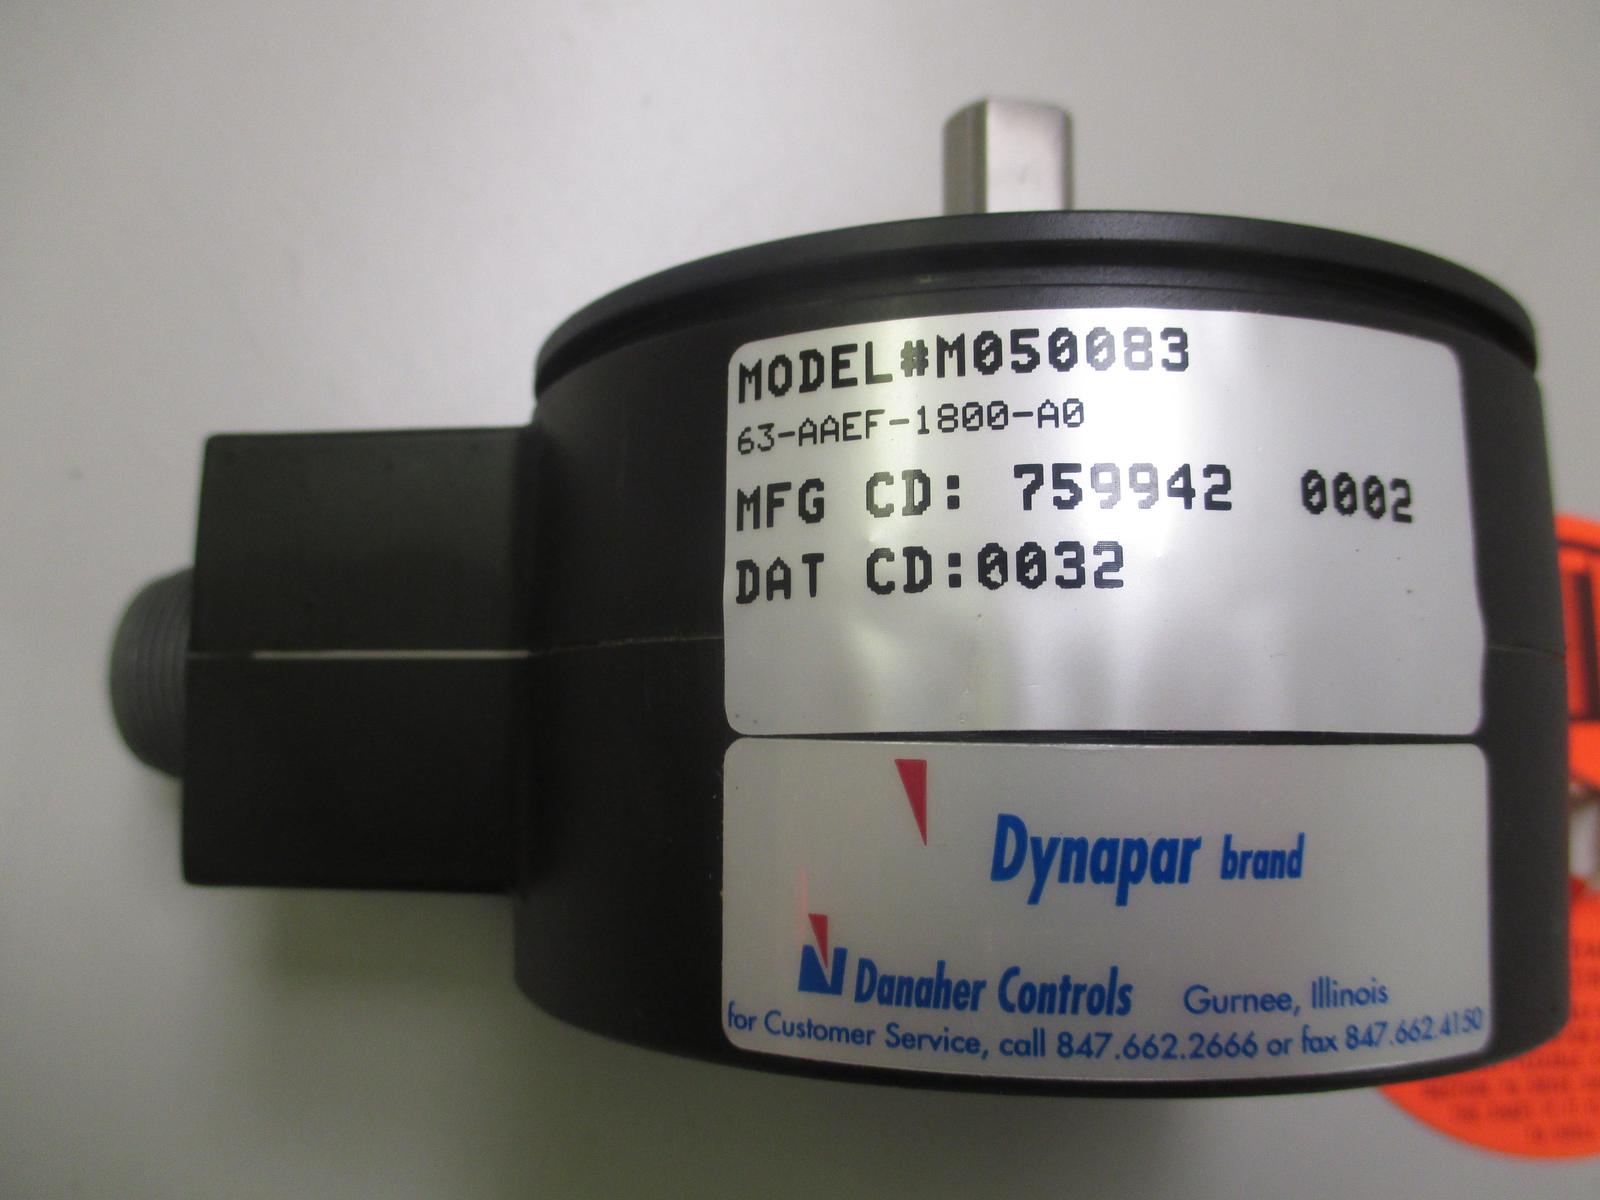 MODEL#M050083
63-AAEF-1800-A0
MFG CD: 759942 0002
DAT CD:0032
Dynapar brand
Danaher Controls Gurnee, Illinois
for Customer Service, call 847.662.2666 or fax 847.662.4150